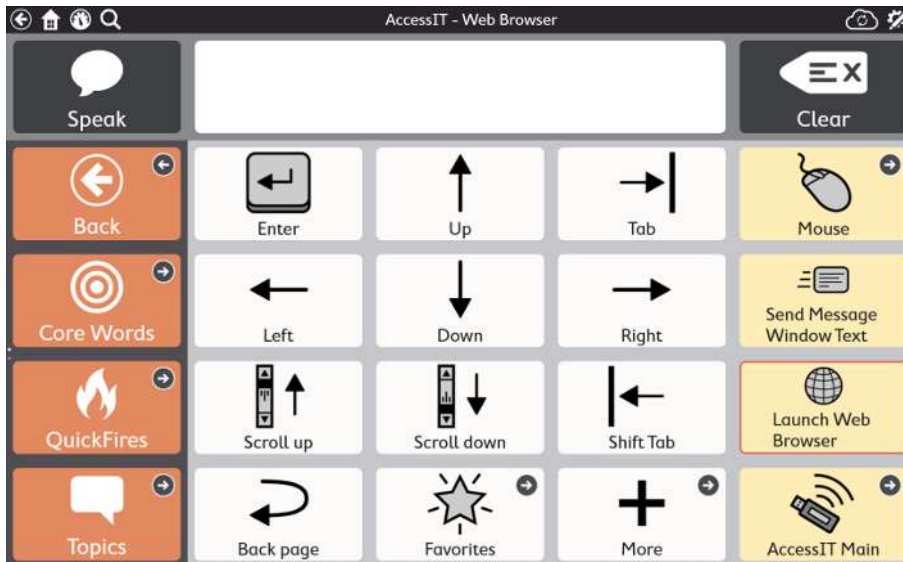 AccessIT - Web Browser
Speak
Clear
Back
Enter
Up
Tab
Mouse
Core Words
Left
Down
Right
Send Message
Window Text
QuickFires
Scroll up
Scroll down
Shift Tab
Launch Web
Browser
Topics
Back page
Favorites
More
AccessIT Main